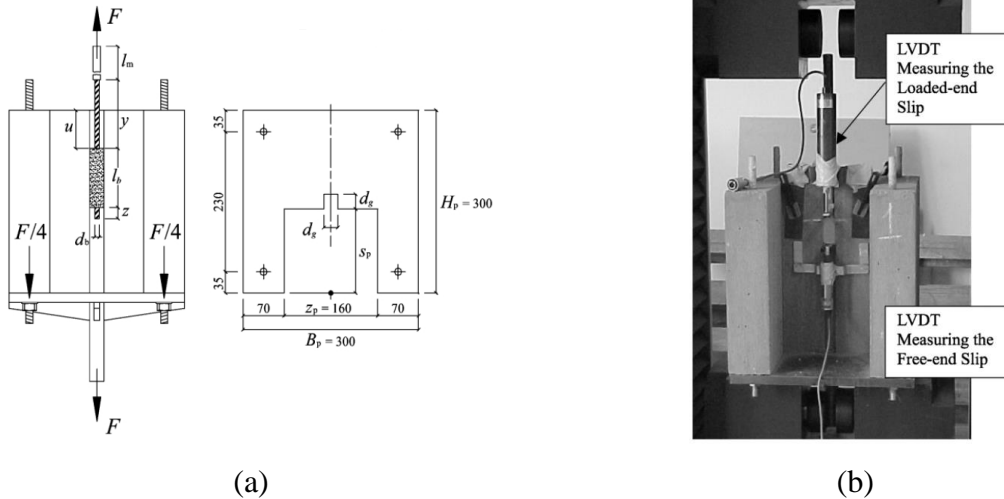 F
l_m
u
y
l_b
z
d_b
F/4
F/4
F
35
230
35
d_g
d_g
s_p
H_p = 300
70
z_p = 160
70
B_p = 300
(a)
LVDT
Measuring the
Loaded-end
Slip
1
LVDT
Measuring the
Free-end Slip
(b)